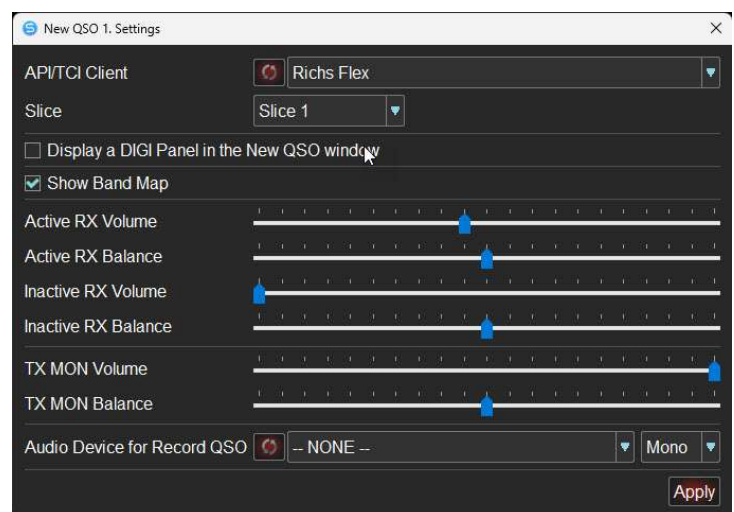 New QSO 1. Settings
API/TCI Client Richs Flex
Slice Slice 1
Display a DIGI Panel in the New QSO window
Show Band Map
Active RX Volume
Active RX Balance
Inactive RX Volume
Inactive RX Balance
TX MON Volume
TX MON Balance
Audio Device for Record QSO -- NONE -- Mono
Apply